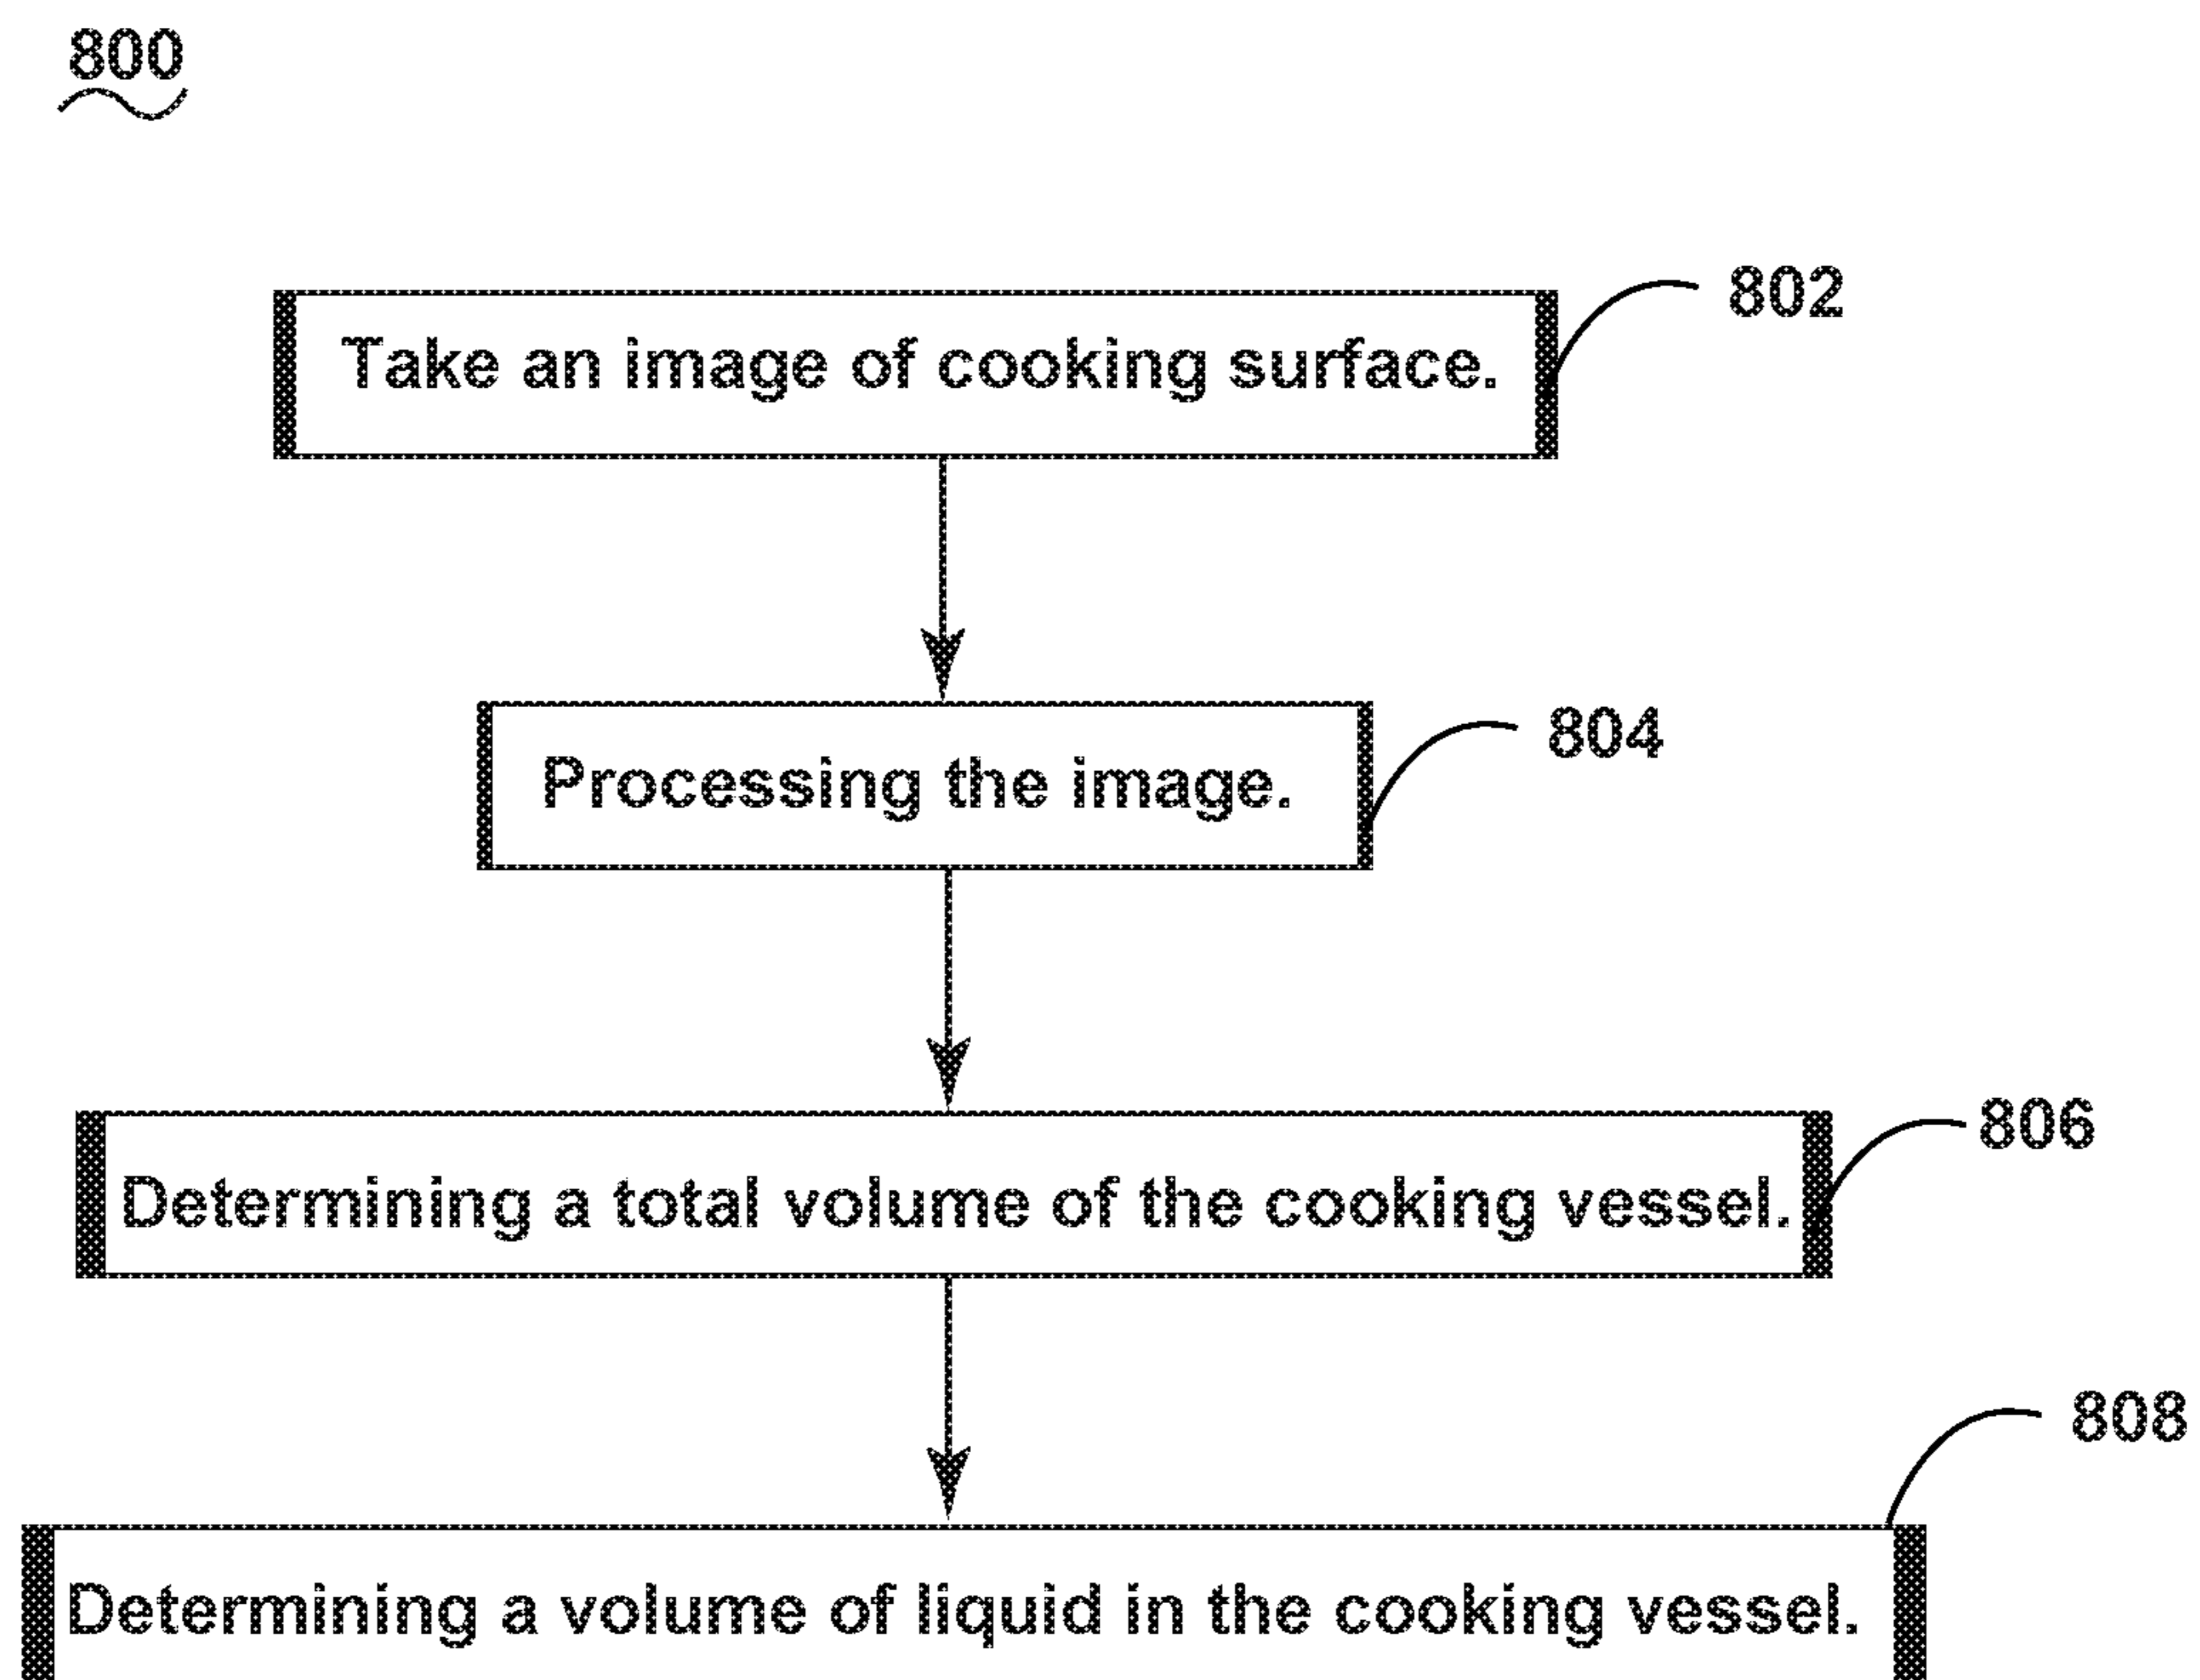 800
802
Take an image of cooking surface.
804
Processing the image.
806
Determining a total volume of the cooking vessel.
808
Determining a volume of liquid in the cooking vessel.